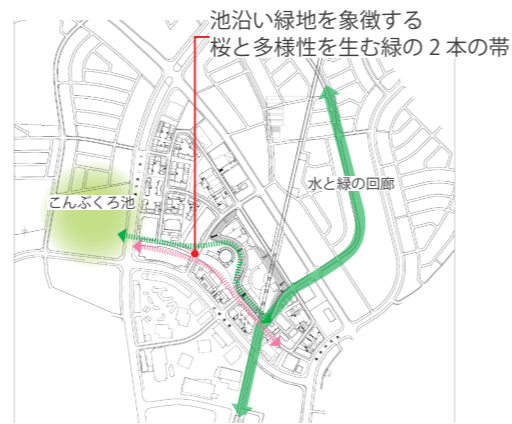 池沿い緑地を象徴する
桜と多様性を生む緑の 2 本の帯
水と緑の回廊
こんぶくろ池